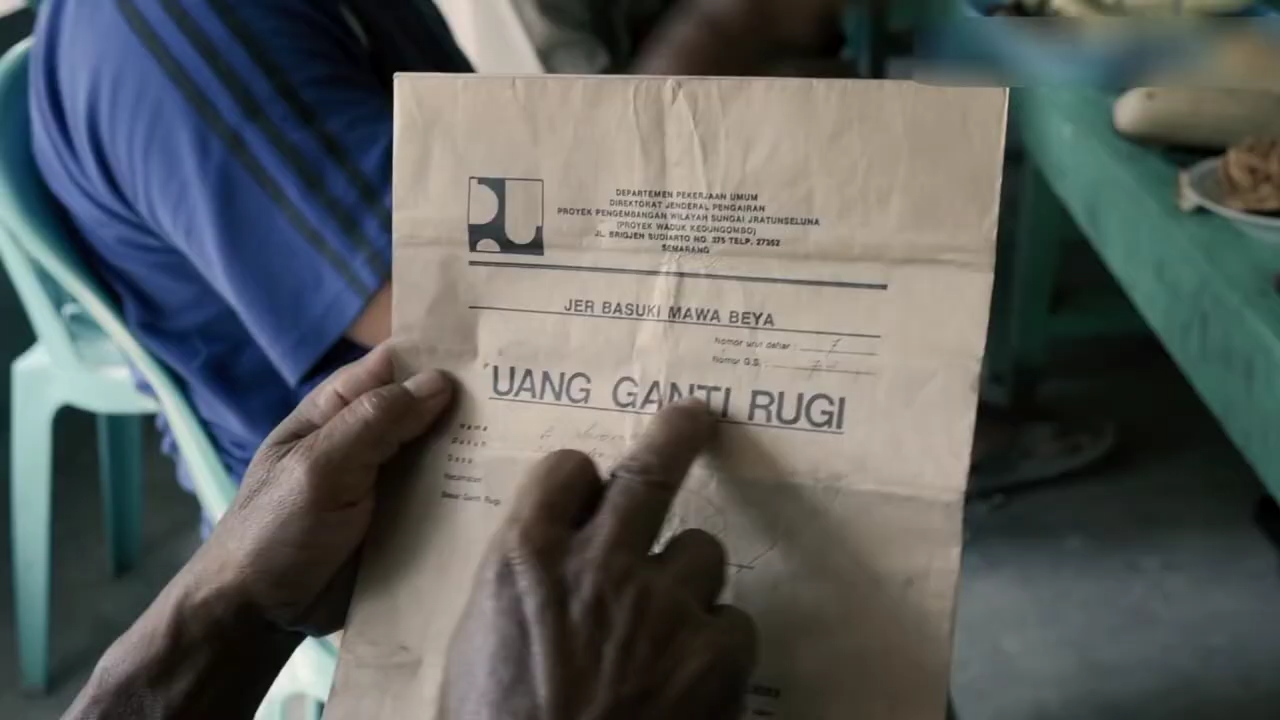 DEPARTEMEN PEKERJAAN UMUM
DIREKTORAT JENDERAL PENGAIRAN
PROYEK PENGEMBANGAN WILAYAH SUNGAI JRATUNSELUNA
(PROYEK WADUK KEDUNGOMBO)
JL. BRIGJEN SUDIARTO NO. 375 TELP. 27352
SEMARANG
JER BASUKI MAWA BEYA
Nomor urut daftar : 7
Nomor G.S. :
UANG GANTI RUGI
Nama
Dusun
Desa
Kecamatan
Besar Ganti Rugi